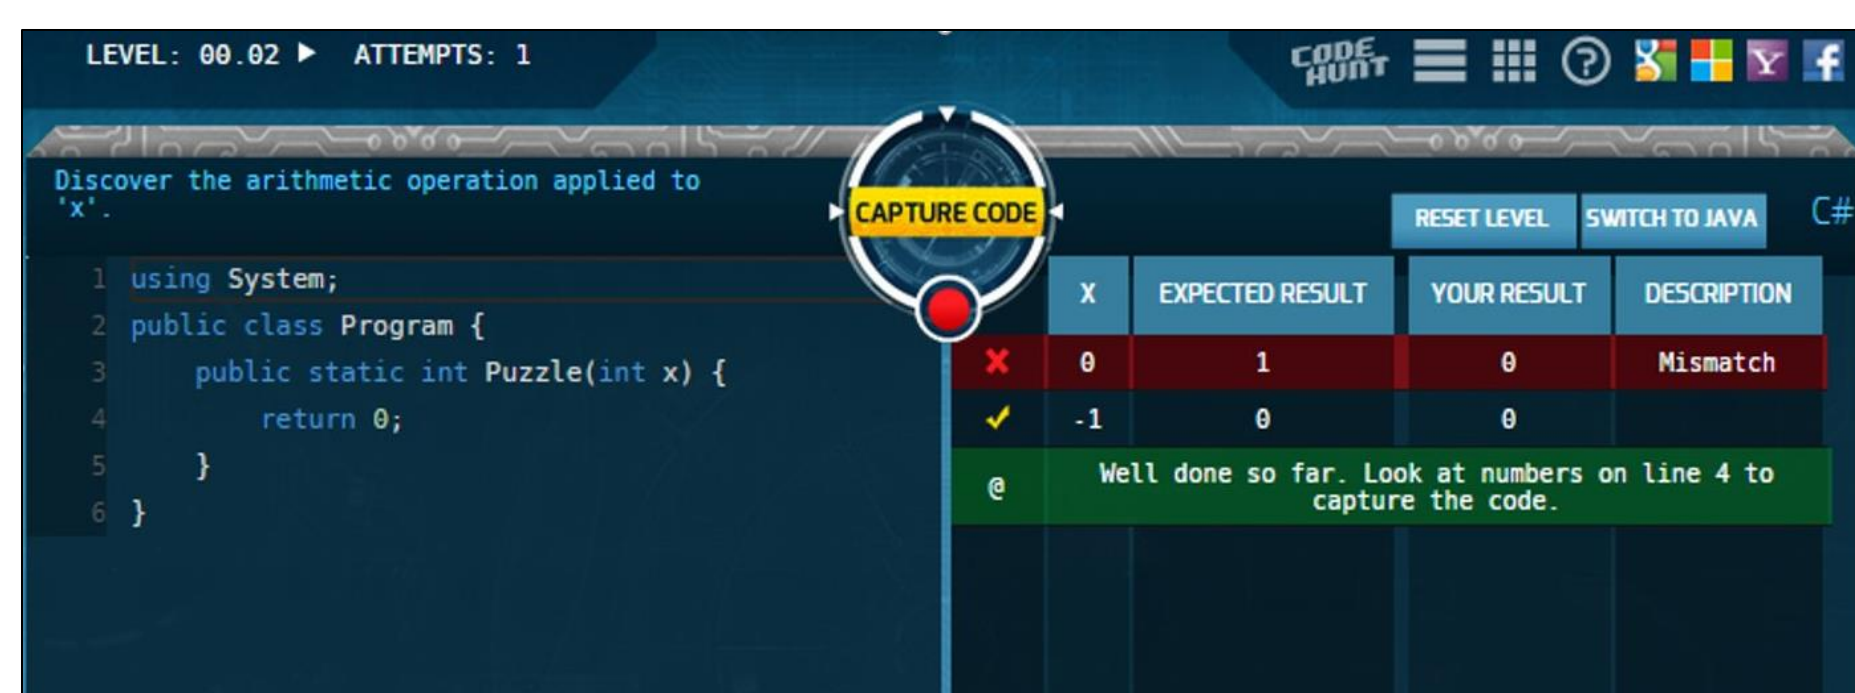 LEVEL: 00.02 ▶ ATTEMPTS: 1
CODE
HUNT
Discover the arithmetic operation applied to
'x'.
CAPTURE CODE
RESET LEVEL
SWITCH TO JAVA
C#
1 using System;
2 public class Program {
3 public static int Puzzle(int x) {
4 return 0;
5 }
6 }
X EXPECTED RESULT YOUR RESULT DESCRIPTION
0 1 0 Mismatch
-1 0 0
@ Well done so far. Look at numbers on line 4 to
capture the code.